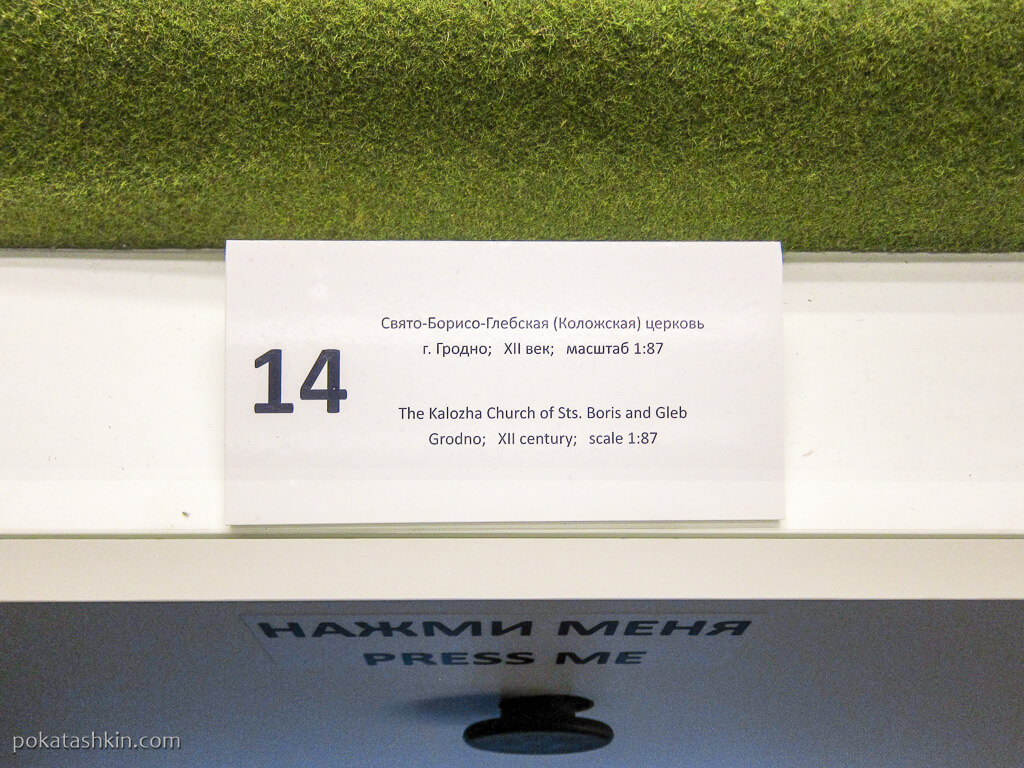 Свято-Борисо-Глебская (Коложская) церковь
г. Гродно; XII век; масштаб 1:87
14
The Kalozha Church of Sts. Boris and Gleb
Grodno; XII century; scale 1:87
НАЖМИ МЕНЯ
PRESS ME
pokatashkin.com